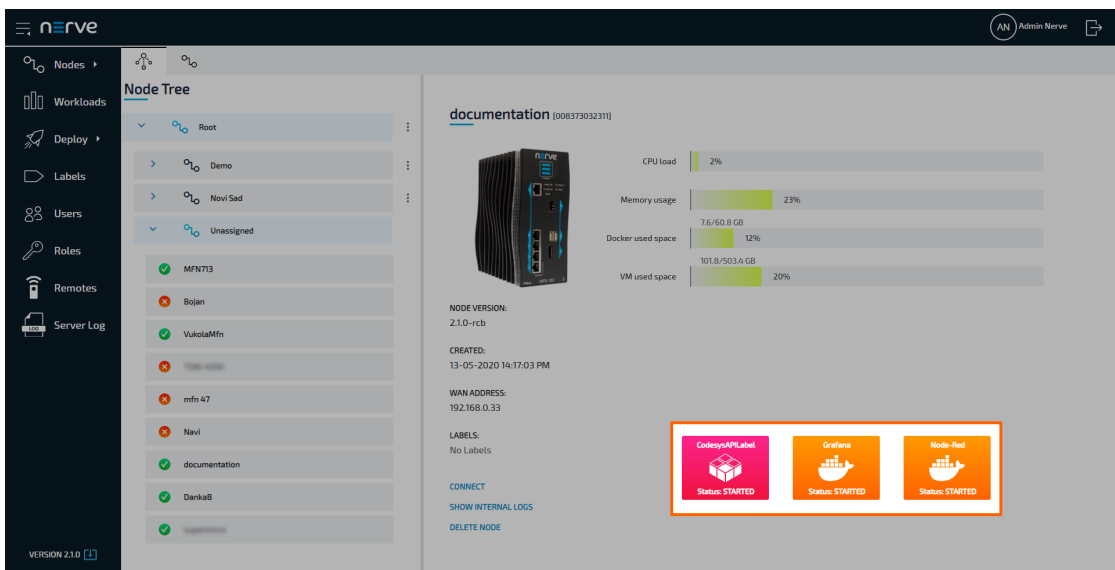 nerve
AN Admin Nerve
Nodes
Workloads
Deploy
Labels
Users
Roles
Remotes
LOG Server Log
VERSION 2.1.0
Node Tree
Root
Demo
Novi Sad
Unassigned
MFN713
Bojan
VukolaMfn
mfn 47
Navi
documentation
DankaB
documentation [008373032311]
nerve
CPU load 2%
Memory usage 23%
7.6/60.8 GB
Docker used space 12%
101.8/503.4 GB
VM used space 20%
NODE VERSION:
2.1.0-rcb
CREATED:
13-05-2020 14:17:03 PM
WAN ADDRESS:
192.168.0.33
LABELS:
No Labels
CONNECT
SHOW INTERNAL LOGS
DELETE NODE
CodesysAPILabel
Status: STARTED
Grafana
Status: STARTED
Node-Red
Status: STARTED